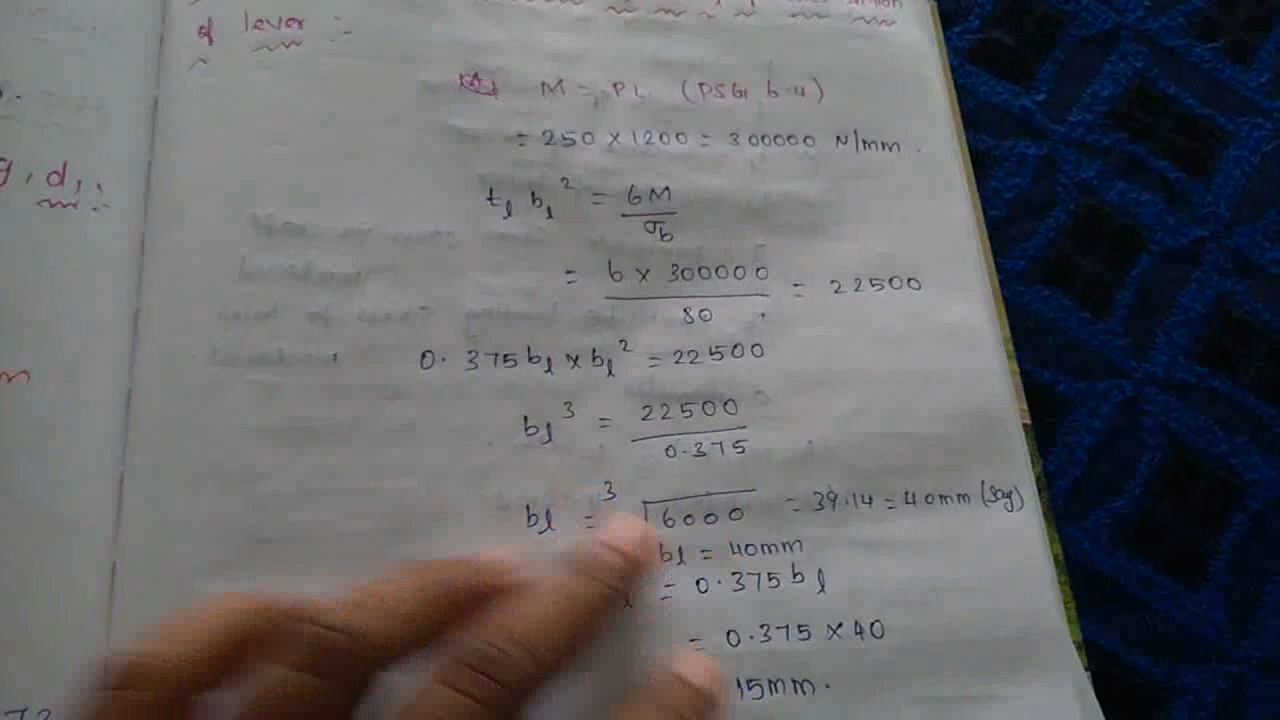 of lever :-
M = PL (PSG 6.4)
= 250 × 1200 = 300000 N/mm.
g, d,:
t_l b_l² = 6M / σ_b
= 6 × 300000 / 80 = 22500
0.375 b_l × b_l² = 22500
m
b_l³ = 22500 / 0.375
b_l = ³√6000 = 39.14 = 40mm (Say)
b_l = 40mm
l = 0.375 b_l
= 0.375 × 40
15mm.
72